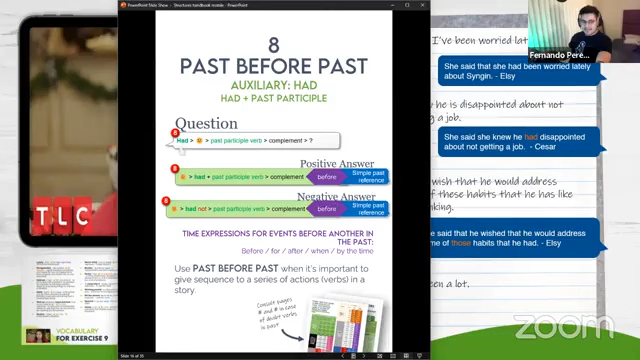 PowerPoint Slide Show - Structures handbook mobile - PowerPoint
8
PAST BEFORE PAST
AUXILIARY: HAD
HAD + PAST PARTICIPLE
Question
8
Had > 😊 > past participle verb > complement > ?
Positive Answer
8
😊 > had + past participle verb > complement
before
Simple past
reference
Negative Answer
8
😊 > had not > past participle verb > complement
before
Simple past
reference
TIME EXPRESSIONS FOR EVENTS BEFORE ANOTHER IN
THE PAST:
Before / for / after / when / by the time
Use PAST BEFORE PAST when it's important to
give sequence to a series of actions (verbs) in a
story.
Consult pages
# and # in case
of doubt verbs
in past
TLC
VOCABULARY
FOR EXERCISE 9
I've been worried lat
Fernando Pere...
She said that she had been worried lately
about Syngin. - Elsy
he is disappointed about not
g a job.
She said she knew he had disappointed
about not getting a job. - Cesar
wish that he would address
of these habits that he has like
nking.
said that he wished that he would address
me of those habits that he had. - Elsy
een a lot.
zoom